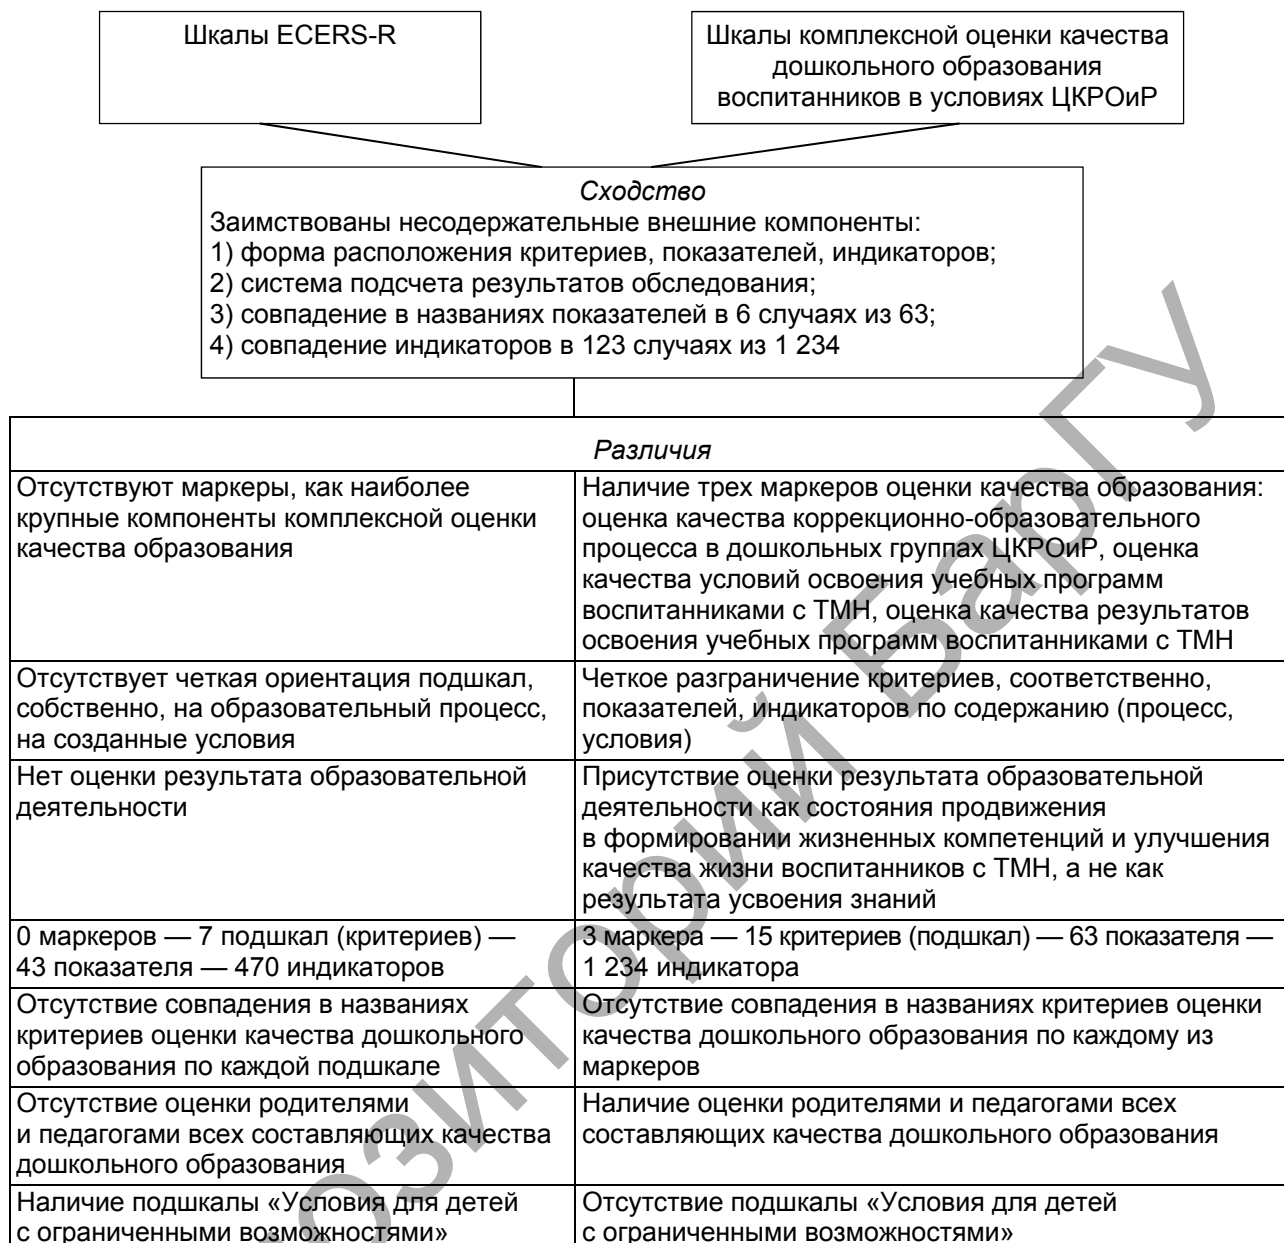 Шкалы ECERS-R
Шкалы комплексной оценки качества
дошкольного образования
воспитанников в условиях ЦКРОиР
Сходство
Заимствованы несодержательные внешние компоненты:
1) форма расположения критериев, показателей, индикаторов;
2) система подсчета результатов обследования;
3) совпадение в названиях показателей в 6 случаях из 63;
4) совпадение индикаторов в 123 случаях из 1 234
Различия
Отсутствуют маркеры, как наиболее
крупные компоненты комплексной оценки
качества образования
Наличие трех маркеров оценки качества образования:
оценка качества коррекционно-образовательного
процесса в дошкольных группах ЦКРОиР, оценка
качества условий освоения учебных программ
воспитанниками с ТМН, оценка качества результатов
освоения учебных программ воспитанниками с ТМН
Отсутствует четкая ориентация подшкал,
собственно, на образовательный процесс,
на созданные условия
Четкое разграничение критериев, соответственно,
показателей, индикаторов по содержанию (процесс,
условия)
Нет оценки результата образовательной
деятельности
Присутствие оценки результата образовательной
деятельности как состояния продвижения
в формировании жизненных компетенций и улучшения
качества жизни воспитанников с ТМН, а не как
результата усвоения знаний
0 маркеров — 7 подшкал (критериев) —
43 показателя — 470 индикаторов
3 маркера — 15 критериев (подшкал) — 63 показателя —
1 234 индикатора
Отсутствие совпадения в названиях
критериев оценки качества дошкольного
образования по каждой подшкале
Отсутствие совпадения в названиях критериев оценки
качества дошкольного образования по каждому из
маркеров
Отсутствие оценки родителями
и педагогами всех составляющих качества
дошкольного образования
Наличие оценки родителями и педагогами всех
составляющих качества дошкольного образования
Наличие подшкалы «Условия для детей
с ограниченными возможностями»
Отсутствие подшкалы «Условия для детей
с ограниченными возможностями»
озиторий БарГУ